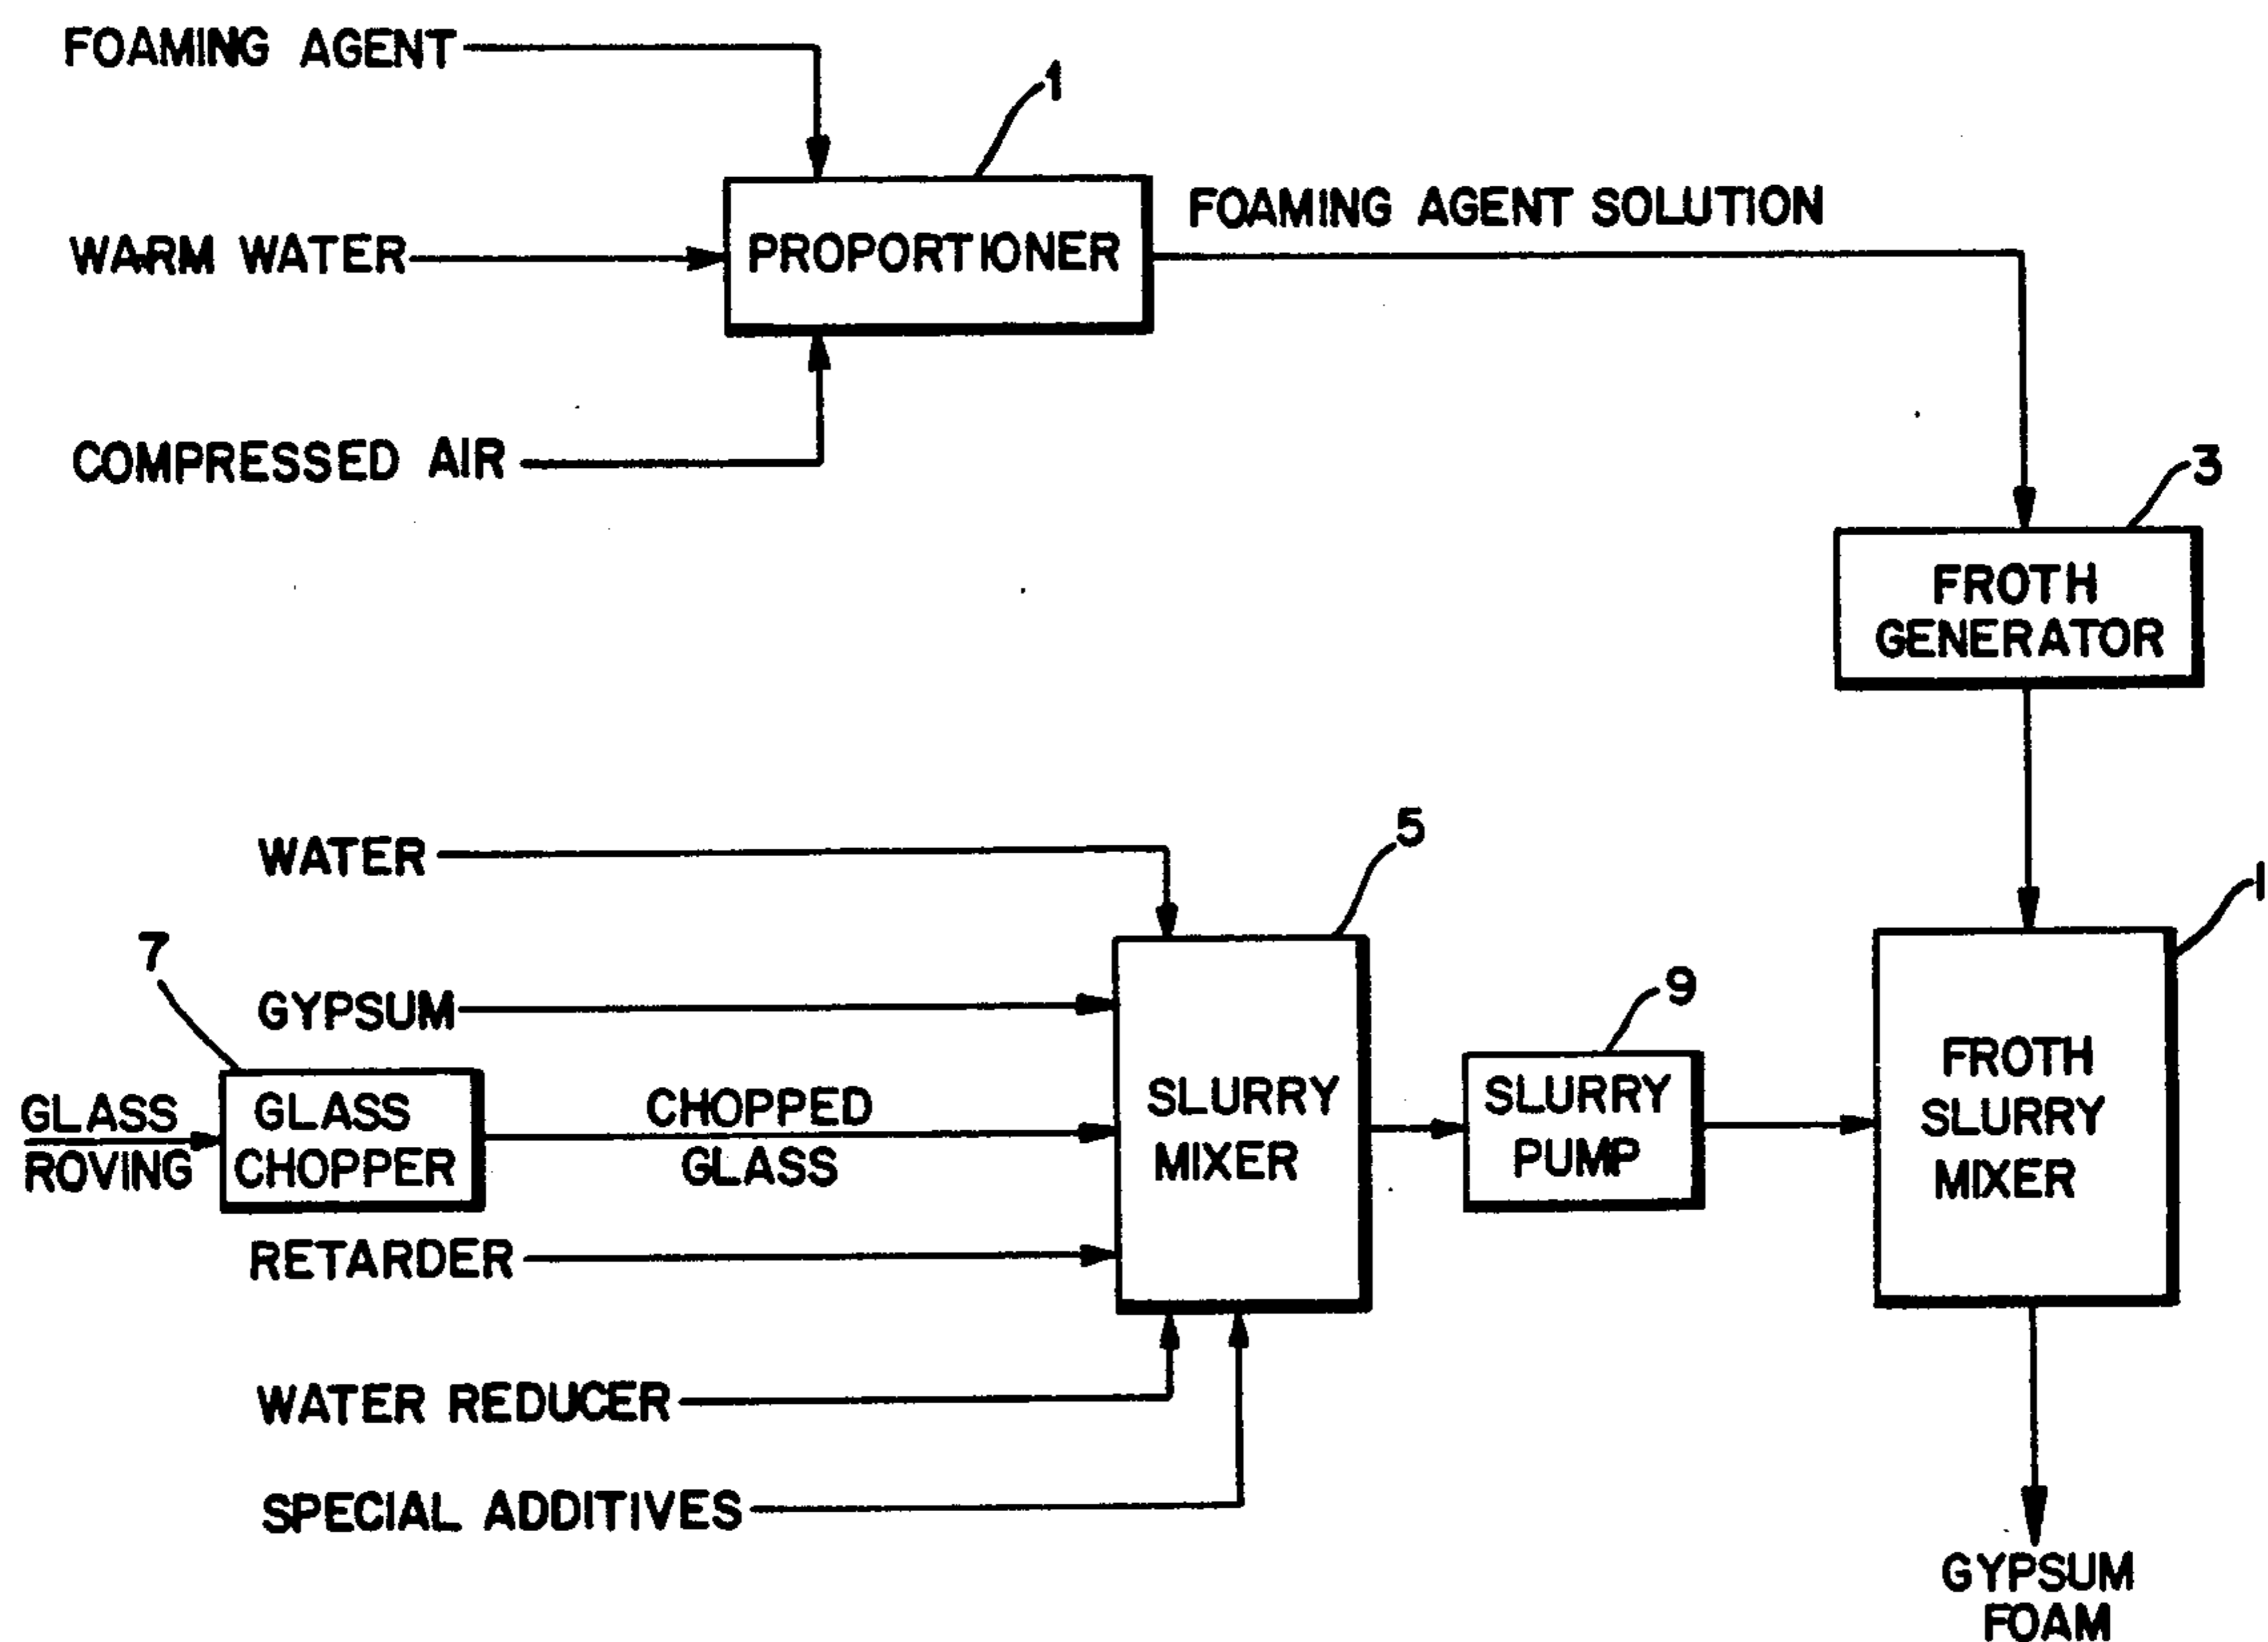 FOAMING AGENT
1
WARM WATER
PROPORTIONER
FOAMING AGENT SOLUTION
COMPRESSED AIR
3
FROTH
GENERATOR
WATER
5
1
7
GYPSUM
9
GLASS
ROVING
GLASS
CHOPPER
CHOPPED
GLASS
SLURRY
MIXER
SLURRY
PUMP
FROTH
SLURRY
MIXER
RETARDER
WATER REDUCER
SPECIAL ADDITIVES
GYPSUM
FOAM